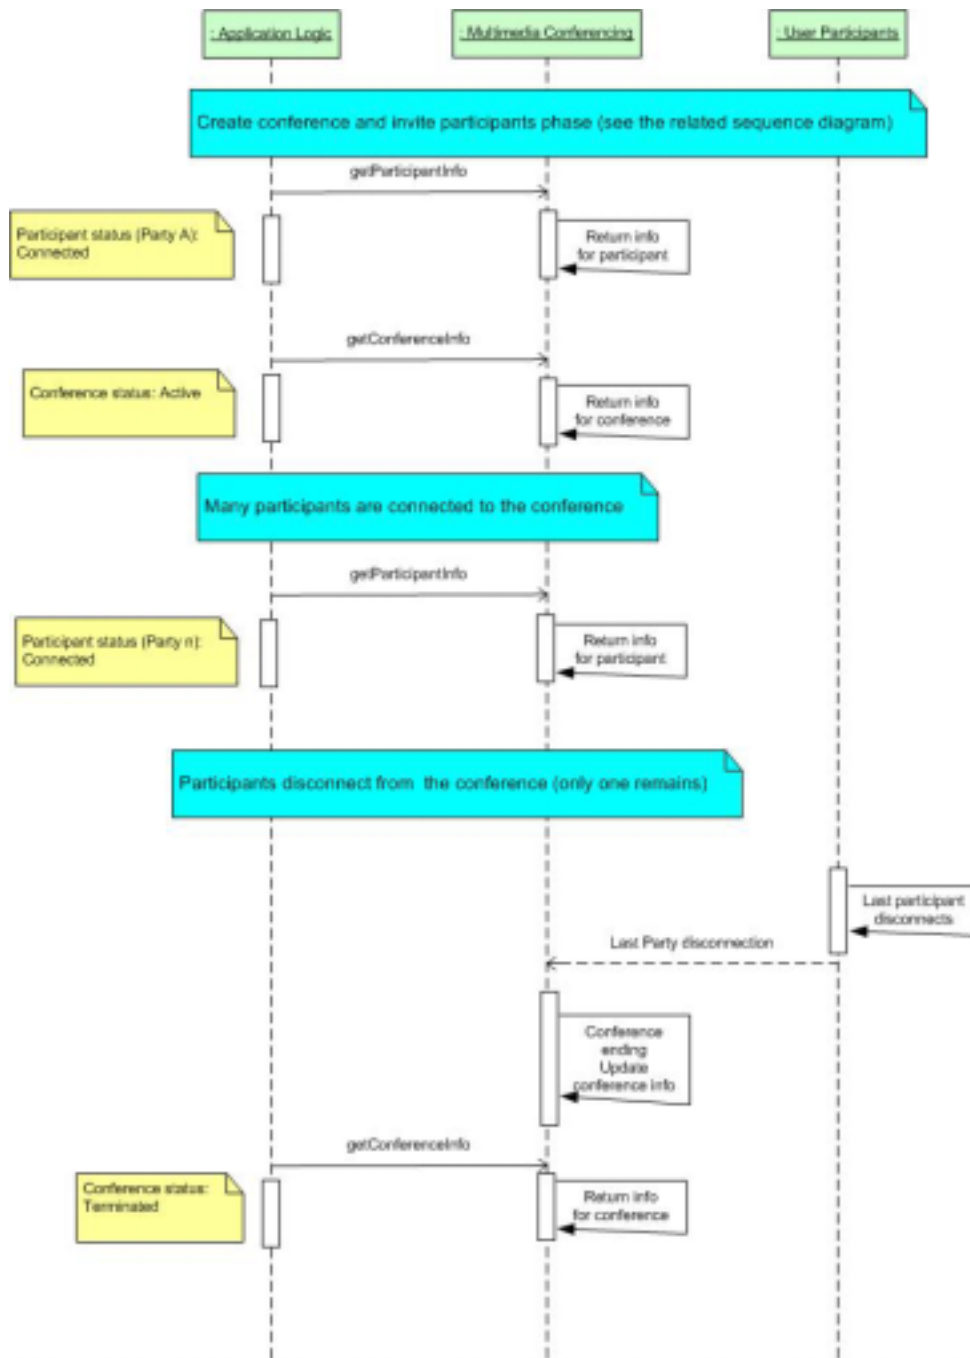 : Application Logic
: Multimedia Conferencing
: User Participants
Create conference and invite participants phase (see the related sequence diagram)
getParticipantInfo
Participant status (Party A):
Connected
Return info
for participant
getConferenceInfo
Conference status: Active
Return info
for conference
Many participants are connected to the conference
getParticipantInfo
Participant status (Party n):
Connected
Return info
for participant
Participants disconnect from the conference (only one remains)
Last participant
disconnects
Last Party disconnection
Conference
ending
Update
conference info
getConferenceInfo
Conference status:
Terminated
Return info
for conference